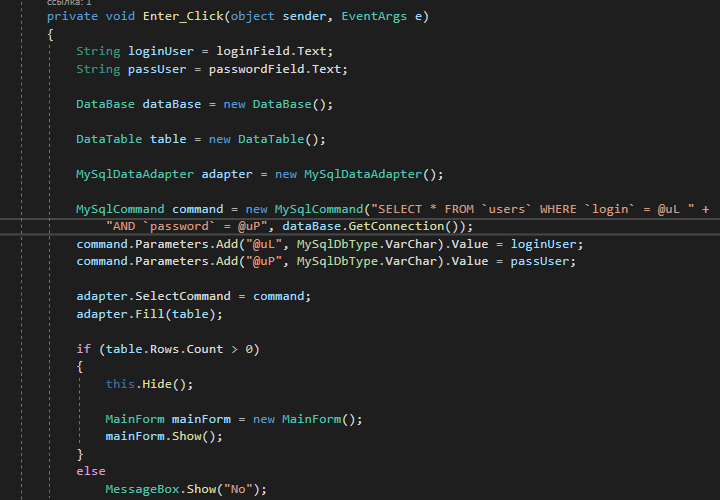 ссылка: 1
private void Enter_Click(object sender, EventArgs e)
{
String loginUser = loginField.Text;
String passUser = passwordField.Text;
DataBase dataBase = new DataBase();
DataTable table = new DataTable();
MySqlDataAdapter adapter = new MySqlDataAdapter();
MySqlCommand command = new MySqlCommand("SELECT * FROM `users` WHERE `login` = @uL " +
"AND `password` = @uP", dataBase.GetConnection());
command.Parameters.Add("@uL", MySqlDbType.VarChar).Value = loginUser;
command.Parameters.Add("@uP", MySqlDbType.VarChar).Value = passUser;
adapter.SelectCommand = command;
adapter.Fill(table);
if (table.Rows.Count > 0)
{
this.Hide();
MainForm mainForm = new MainForm();
mainForm.Show();
}
else
MessageBox.Show("No");